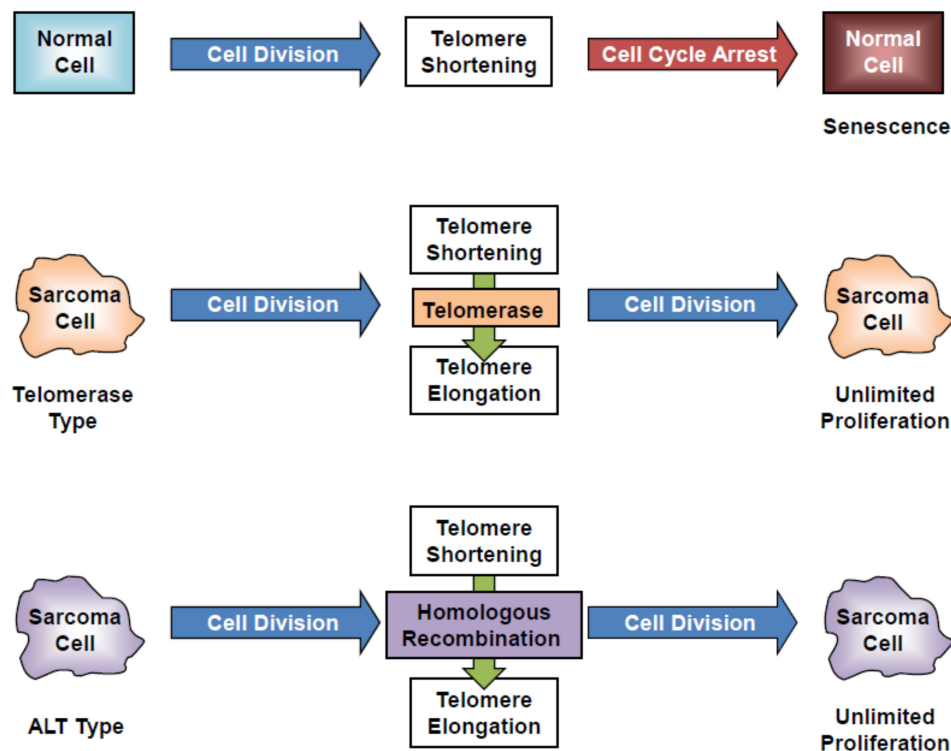 Normal
Cell
Cell Division
Telomere
Shortening
Cell Cycle Arrest
Normal
Cell
Senescence
Sarcoma
Cell
Telomerase
Type
Cell Division
Telomere
Shortening
Telomerase
Telomere
Elongation
Cell Division
Sarcoma
Cell
Unlimited
Proliferation
Sarcoma
Cell
ALT Type
Cell Division
Telomere
Shortening
Homologous
Recombination
Telomere
Elongation
Cell Division
Sarcoma
Cell
Unlimited
Proliferation